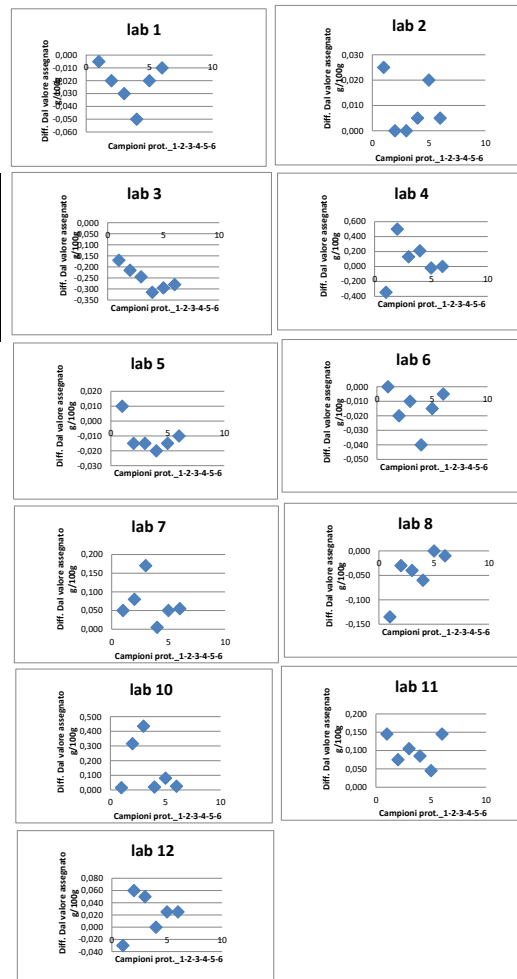 lab 1
Diff. Dal valore assegnato
g/100g
0,000
-0,010
-0,020
-0,030
-0,040
-0,050
-0,060
0 5 10
Campioni prot._1-2-3-4-5-6
lab 2
Diff. Dal valore assegnato
g/100g
0,030
0,020
0,010
0,000
0 5 10
Campioni prot._1-2-3-4-5-6
lab 3
Diff. Dal valore assegnato
g/100g
0,000
-0,050
-0,100
-0,150
-0,200
-0,250
-0,300
-0,350
0 5 10
Campioni prot._1-2-3-4-5-6
lab 4
Diff. Dal valore assegnato
g/100g
0,600
0,400
0,200
0,000
-0,200
-0,400
0 5 10
Campioni prot._1-2-3-4-5-6
lab 5
Diff. Dal valore assegnato
g/100g
0,020
0,010
0,000
-0,010
-0,020
-0,030
0 5 10
Campioni prot._1-2-3-4-5-6
lab 6
Diff. Dal valore assegnato
g/100g
0,000
-0,010
-0,020
-0,030
-0,040
-0,050
0 5 10
Campioni prot._1-2-3-4-5-6
lab 7
Diff. Dal valore assegnato
g/100g
0,200
0,150
0,100
0,050
0,000
0 5 10
Campioni prot._1-2-3-4-5-6
lab 8
Diff. Dal valore assegnato
g/100g
0,000
-0,050
-0,100
-0,150
0 5 10
Campioni prot._1-2-3-4-5-6
lab 10
Diff. Dal valore assegnato
g/100g
0,500
0,400
0,300
0,200
0,100
0,000
0 5 10
Campioni prot._1-2-3-4-5-6
lab 11
Diff. Dal valore assegnato
g/100g
0,200
0,150
0,100
0,050
0,000
0 5 10
Campioni prot._1-2-3-4-5-6
lab 12
Diff. Dal valore assegnato
g/100g
0,080
0,060
0,040
0,020
0,000
-0,020
-0,040
0 5 10
Campioni prot._1-2-3-4-5-6